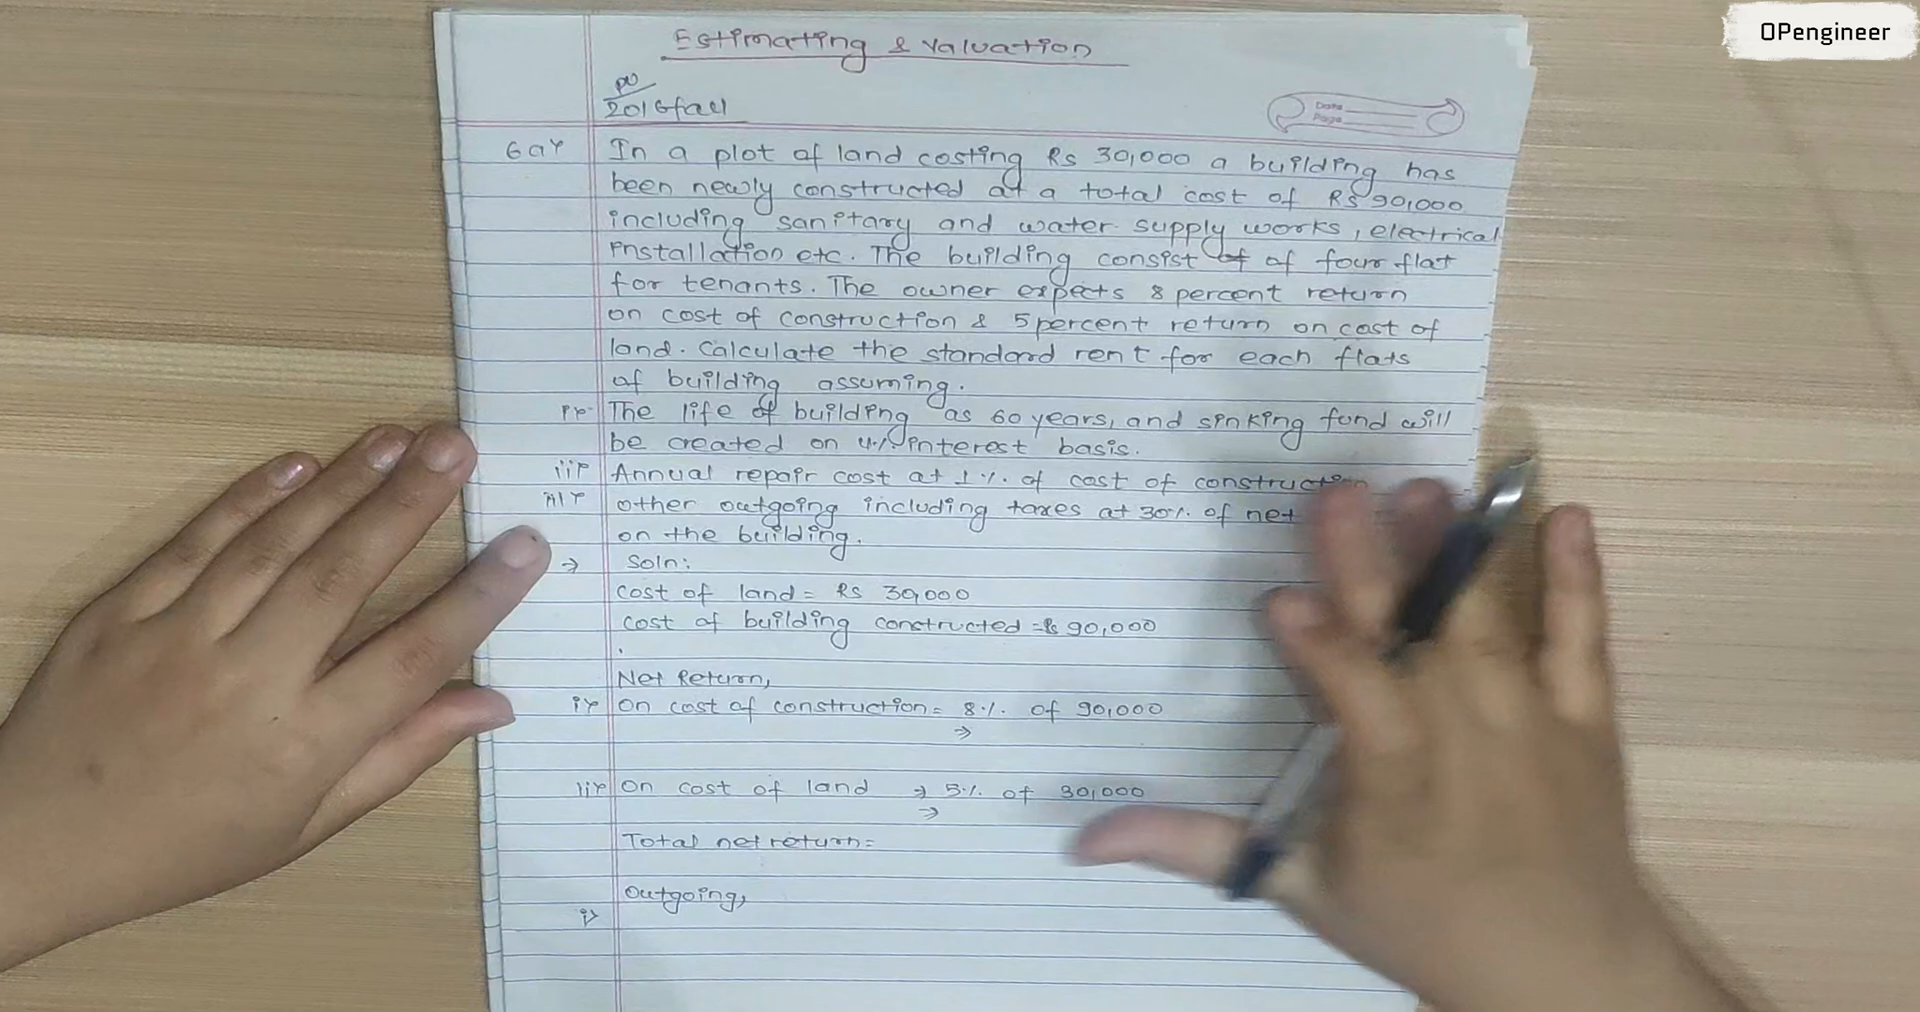 OPengineer
Estimating & Valuation
PU
2016 fall
Date
Page
6 a) In a plot of land costing Rs 30,000 a building has
been newly constructed at a total cost of Rs 90,000
including sanitary and water supply works, electrical
installation etc. The building consist of of four flat
for tenants. The owner expects 8 percent return
on cost of construction & 5 percent return on cost of
land. Calculate the standard rent for each flats
of building assuming.
i) The life of building as 60 years, and sinking fund will
be created on 4% interest basis.
ii) Annual repair cost at 1% of cost of construction
iii) other outgoing including taxes at 30% of net
on the building.
→ Soln:
cost of land = Rs 30,000
cost of building constructed = Rs 90,000
Net Return,
i) On cost of construction = 8% of 90,000
⇒
ii) On cost of land ⇒ 5% of 30,000
⇒
Total net return =
Outgoing,
i)